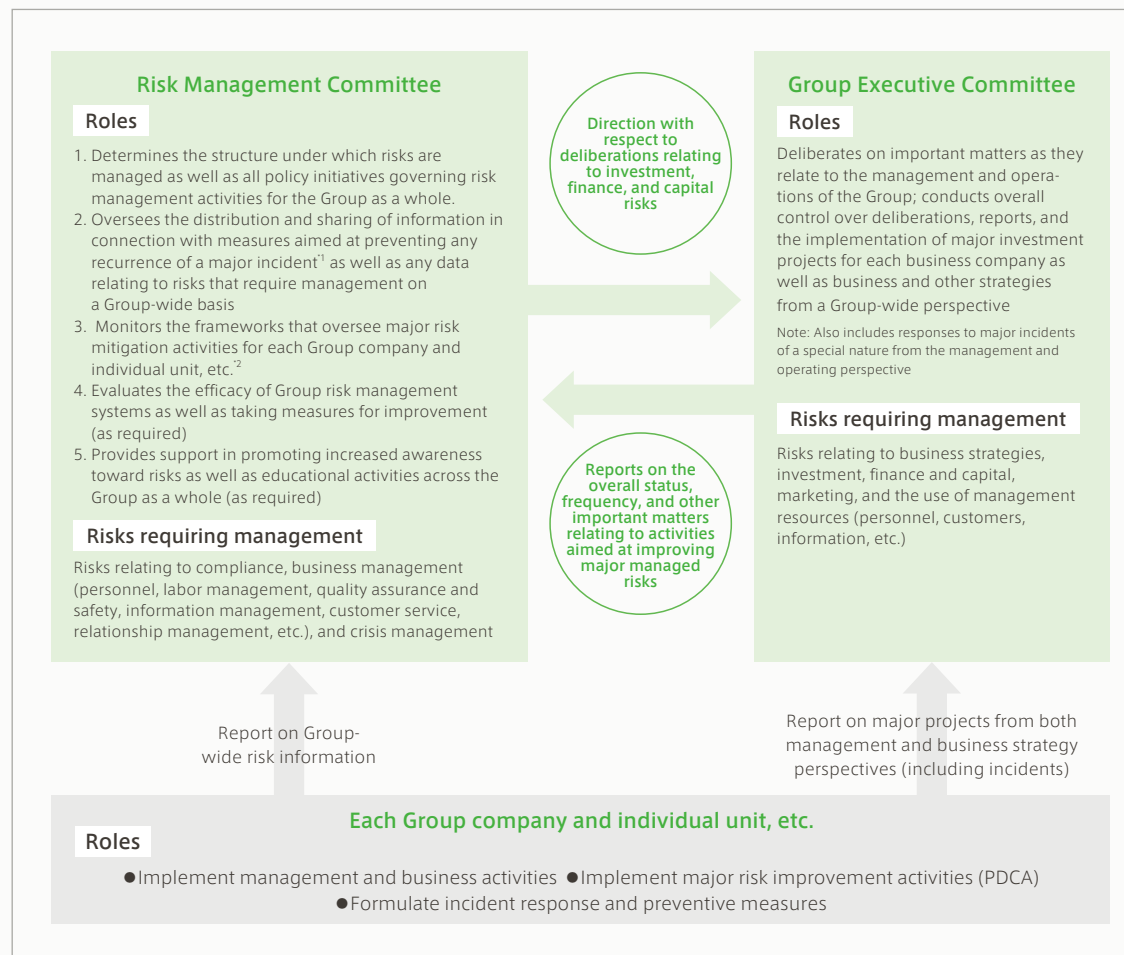 Risk Management Committee
Roles
1. Determines the structure under which risks are
managed as well as all policy initiatives governing risk
management activities for the Group as a whole.
2. Oversees the distribution and sharing of information in
connection with measures aimed at preventing any
recurrence of a major incident*1 as well as any data
relating to risks that require management on
a Group-wide basis
3. Monitors the frameworks that oversee major risk
mitigation activities for each Group company and
individual unit, etc.*2
4. Evaluates the efficacy of Group risk management
systems as well as taking measures for improvement
(as required)
5. Provides support in promoting increased awareness
toward risks as well as educational activities across the
Group as a whole (as required)
Risks requiring management
Risks relating to compliance, business management
(personnel, labor management, quality assurance and
safety, information management, customer service,
relationship management, etc.), and crisis management
Direction with
respect to
deliberations relating
to investment,
finance, and capital
risks
Reports on the
overall status,
frequency, and other
important matters
relating to activities
aimed at improving
major managed
risks
Group Executive Committee
Roles
Deliberates on important matters as they
relate to the management and opera-
tions of the Group; conducts overall
control over deliberations, reports, and
the implementation of major investment
projects for each business company as
well as business and other strategies
from a Group-wide perspective
Note: Also includes responses to major incidents
of a special nature from the management and
operating perspective
Risks requiring management
Risks relating to business strategies,
investment, finance and capital,
marketing, and the use of management
resources (personnel, customers,
information, etc.)
Report on Group-
wide risk information
Report on major projects from both
management and business strategy
perspectives (including incidents)
Each Group company and individual unit, etc.
Roles
●Implement management and business activities ●Implement major risk improvement activities (PDCA)
●Formulate incident response and preventive measures